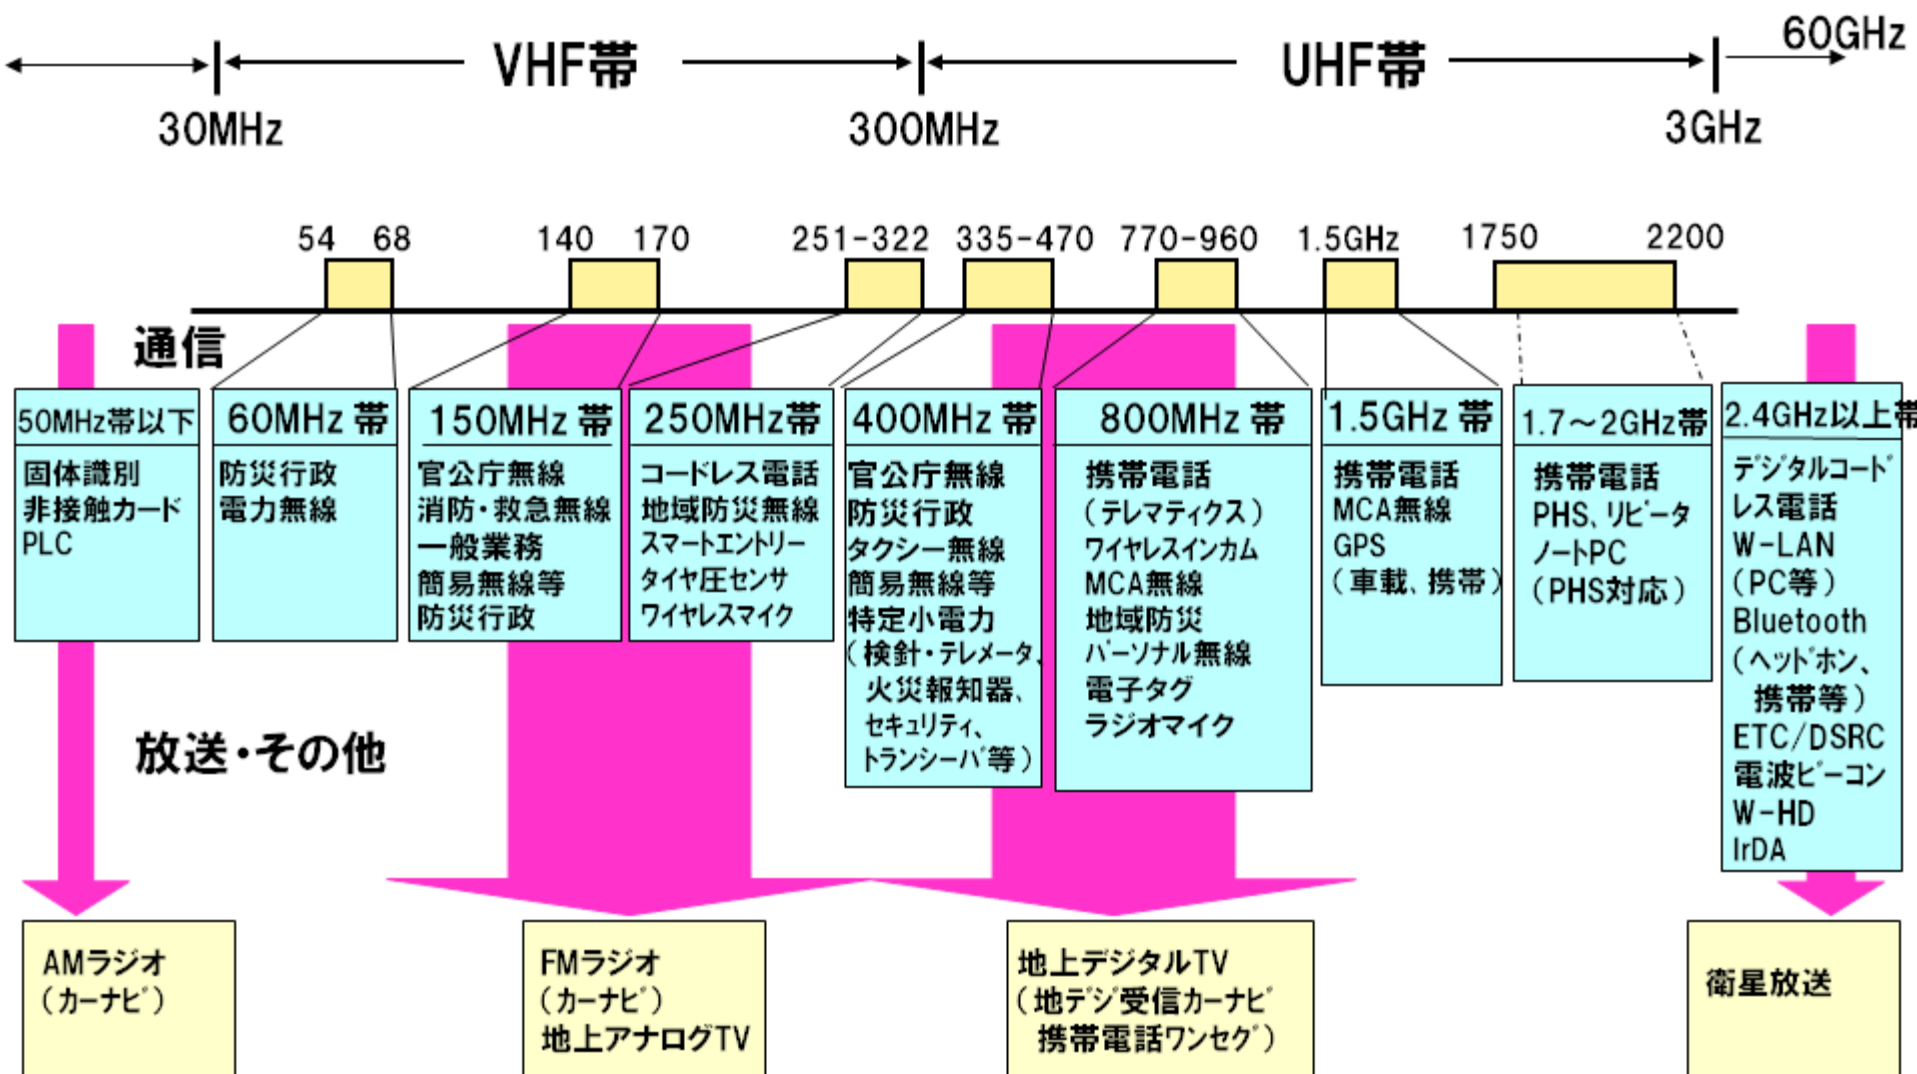 VHF帯
UHF帯
60GHz
30MHz
300MHz
3GHz
54
68
140
170
251-322
335-470
770-960
1.5GHz
1750
2200
通信
50MHz帯以下
固体識別
非接触カード
PLC
60MHz 帯
防災行政
電力無線
150MHz 帯
官公庁無線
消防・救急無線
一般業務
簡易無線等
防災行政
250MHz帯
コードレス電話
地域防災無線
スマートエントリー
タイヤ圧センサ
ワイヤレスマイク
400MHz 帯
官公庁無線
防災行政
タクシー無線
簡易無線等
特定小電力
(検針・テレメータ、
火災報知器、
セキュリティ、
トランシーバ等)
800MHz 帯
携帯電話
(テレマティクス)
ワイヤレスインカム
MCA無線
地域防災
パーソナル無線
電子タグ
ラジオマイク
1.5GHz 帯
携帯電話
MCA無線
GPS
(車載、携帯)
1.7～2GHz帯
携帯電話
PHS、リピータ
ノートPC
(PHS対応)
2.4GHz以上帯
デジタルコード
レス電話
W-LAN
(PC等)
Bluetooth
(ヘッドホン、
携帯等)
ETC/DSRC
電波ビーコン
W-HD
IrDA
放送・その他
AMラジオ
(カーナビ)
FMラジオ
(カーナビ)
地上アナログTV
地上デジタルTV
(地デジ受信カーナビ
携帯電話ワンセグ)
衛星放送